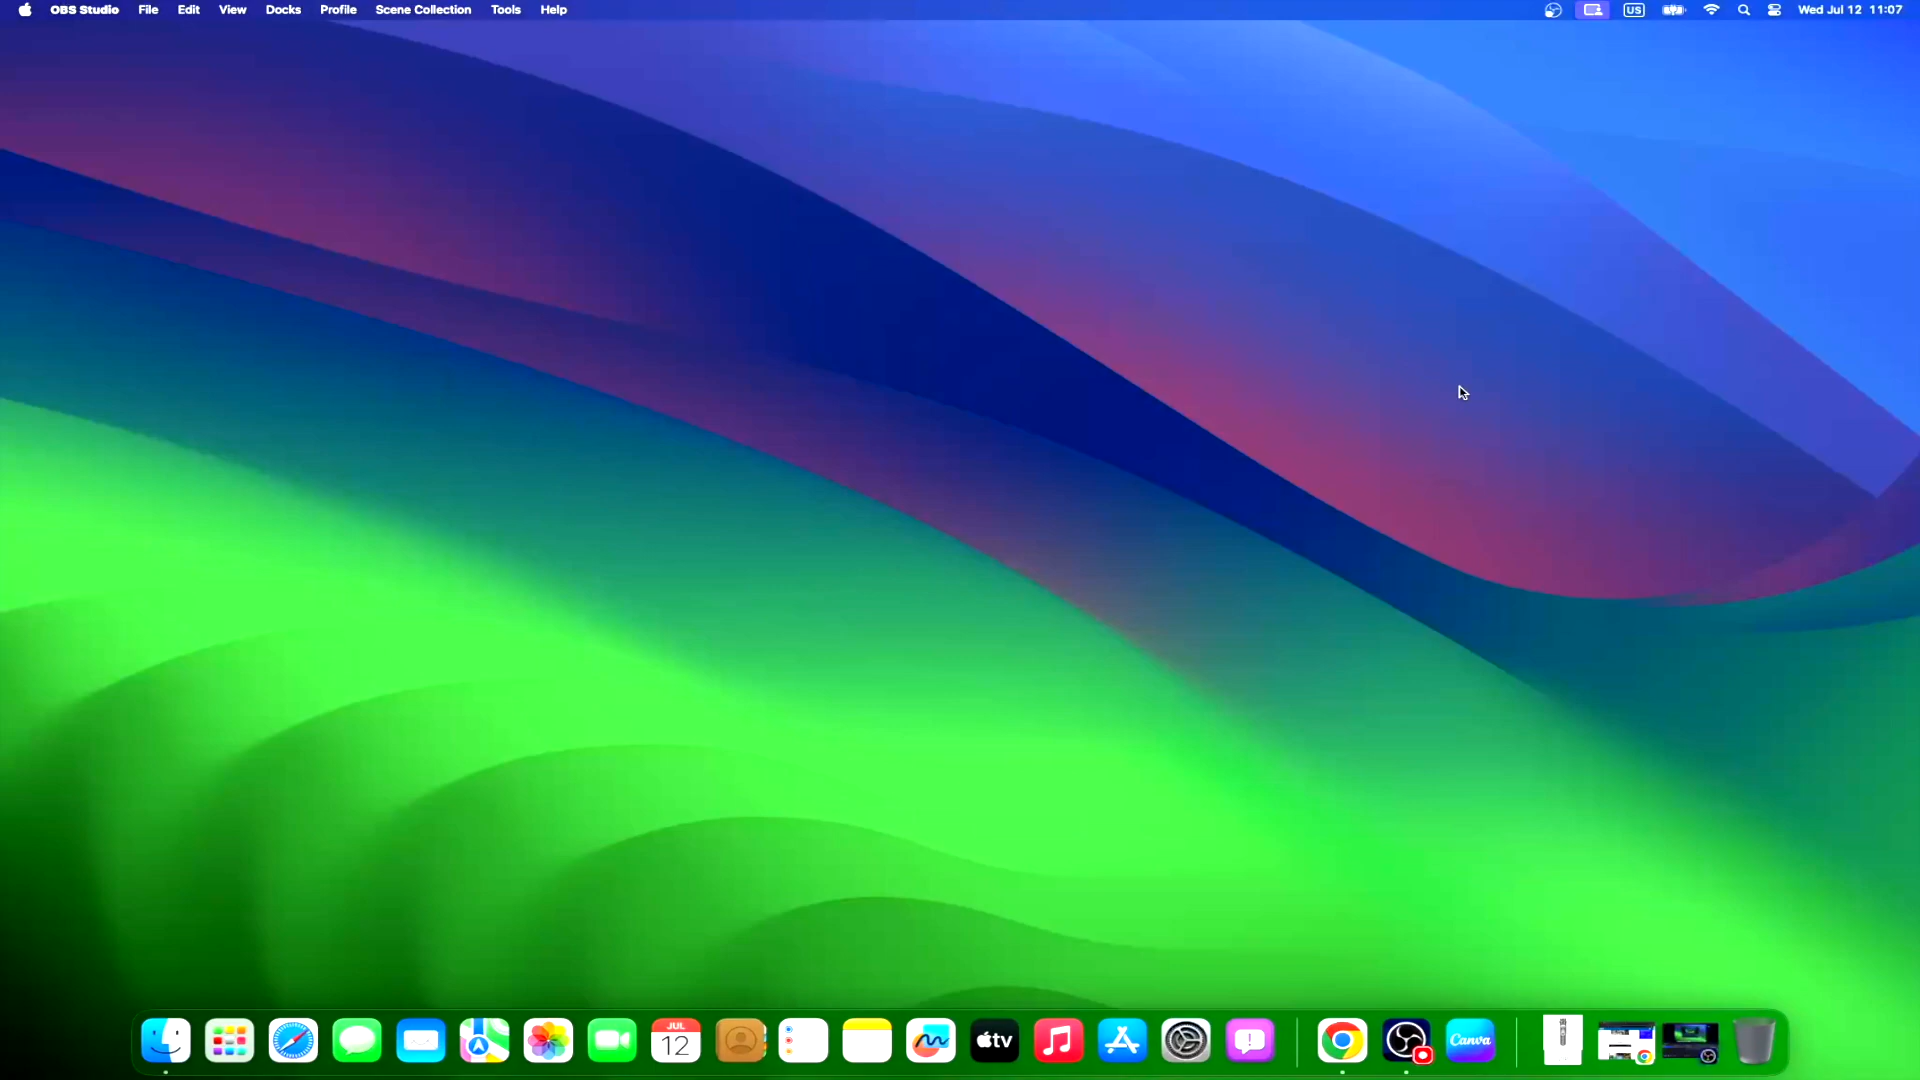 OBS Studio File Edit View Docks Profile Scene Collection Tools Help US Wed Jul 12 11:07
JUL
12
tv
Canva